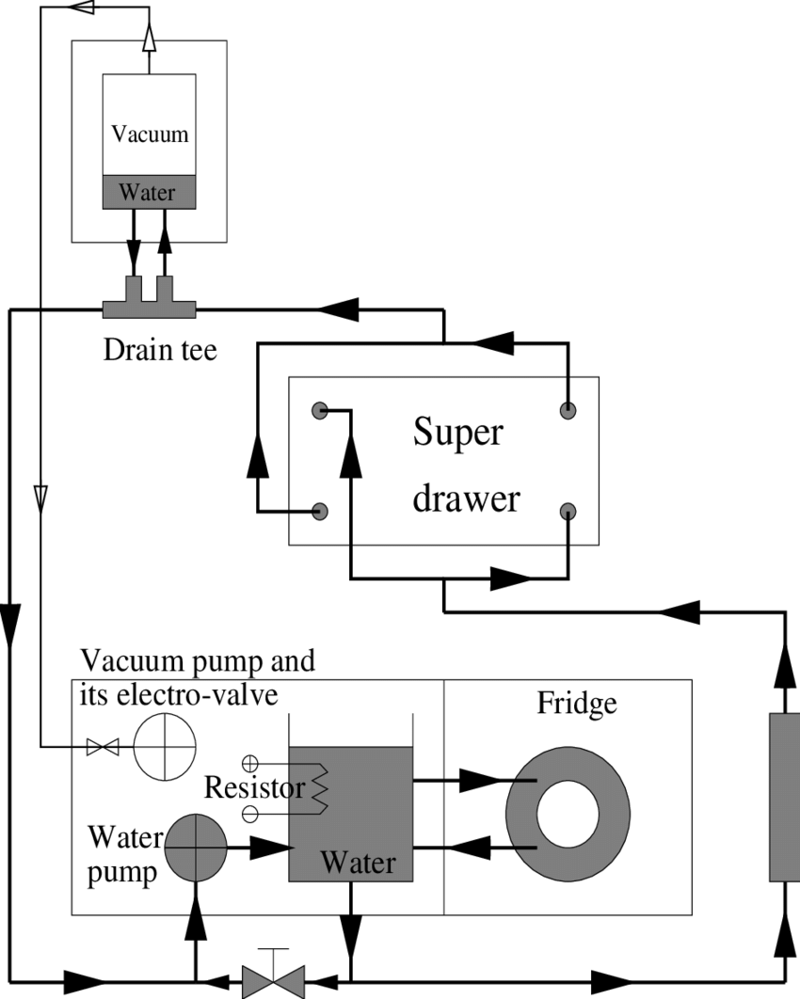 Vacuum
Water
Drain tee
Super
drawer
Vacuum pump and
its electro-valve
Fridge
Resistor
Water
pump
Water